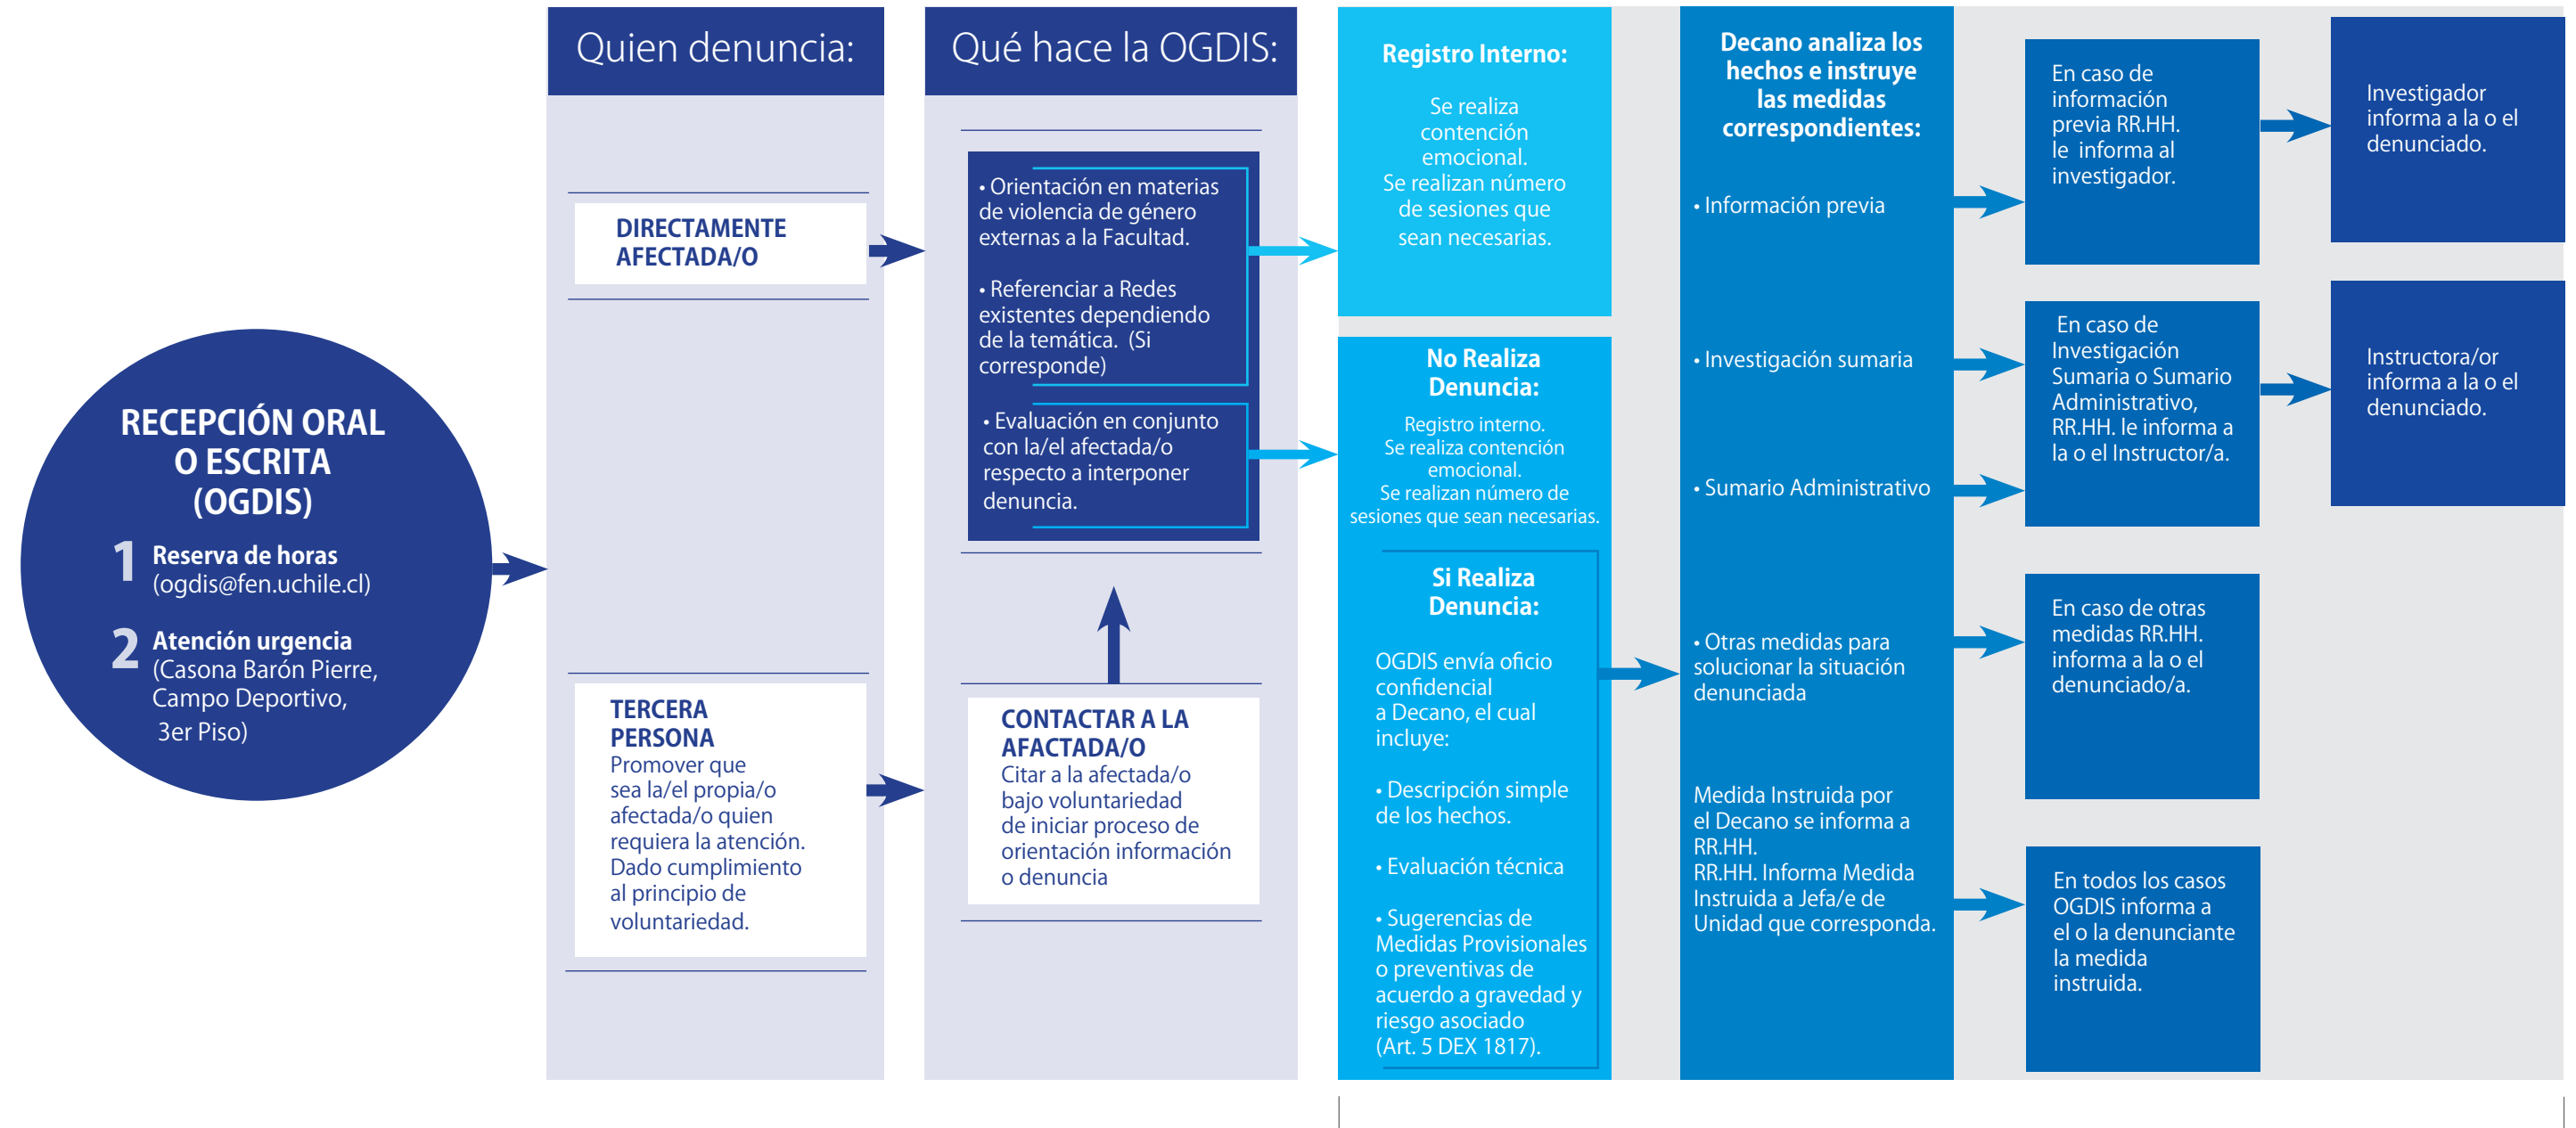 RECEPCIÓN ORAL
O ESCRITA
(OGDIS)
1 Reserva de horas
(ogdis@fen.uchile.cl)
2 Atención urgencia
(Casona Barón Pierre,
Campo Deportivo,
3er Piso)
Quien denuncia:
DIRECTAMENTE
AFECTADA/O
TERCERA
PERSONA
Promover que
sea la/el propia/o
afectada/o quien
requiera la atención.
Dado cumplimiento
al principio de
voluntariedad.
Qué hace la OGDIS:
• Orientación en materias
de violencia de género
externas a la Facultad.
• Referenciar a Redes
existentes dependiendo
de la temática. (Si
corresponde)
• Evaluación en conjunto
con la/el afectada/o
respecto a interponer
denuncia.
CONTACTAR A LA
AFACTADA/O
Citar a la afectada/o
bajo voluntariedad
de iniciar proceso de
orientación información
o denuncia
Registro Interno:
Se realiza
contención
emocional.
Se realizan número
de sesiones que
sean necesarias.
No Realiza
Denuncia:
Registro interno.
Se realiza contención
emocional.
Se realizan número de
sesiones que sean necesarias.
Si Realiza
Denuncia:
OGDIS envía oficio
confidencial
a Decano, el cual
incluye:
• Descripción simple
de los hechos.
• Evaluación técnica
• Sugerencias de
Medidas Provisionales
o preventivas de
acuerdo a gravedad y
riesgo asociado
(Art. 5 DEX 1817).
Decano analiza los
hechos e instruye
las medidas
correspondientes:
• Información previa
• Investigación sumaria
• Sumario Administrativo
• Otras medidas para
solucionar la situación
denunciada
Medida Instruida por
el Decano se informa a
RR.HH.
RR.HH. Informa Medida
Instruida a Jefa/e de
Unidad que corresponda.
En caso de
información
previa RR.HH.
le informa al
investigador.
En caso de
Investigación
Sumaria o Sumario
Administrativo,
RR.HH. le informa a
la o el Instructor/a.
En caso de otras
medidas RR.HH.
informa a la o el
denunciado/a.
En todos los casos
OGDIS informa a
el o la denunciante
la medida
instruida.
Investigador
informa a la o el
denunciado.
Instructora/or
informa a la o el
denunciado.